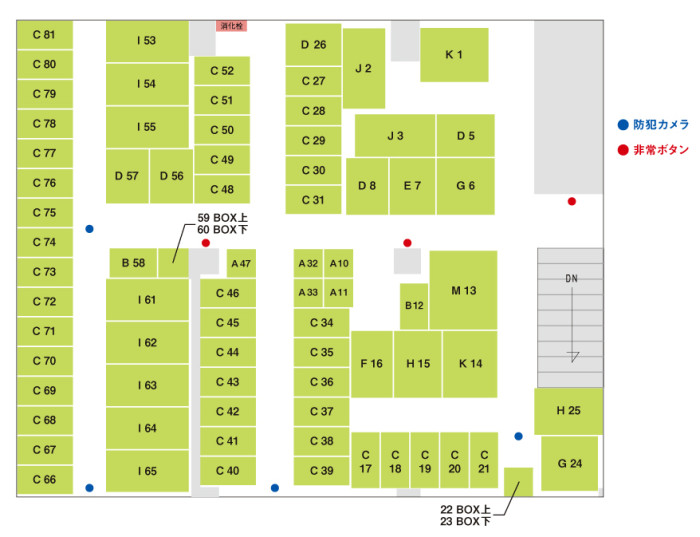 C 81
C 80
C 79
C 78
C 77
C 76
C 75
C 74
C 73
C 72
C 71
C 70
C 69
C 68
C 67
C 66
I 53
I 54
I 55
D 57
D 56
消化栓
C 52
C 51
C 50
C 49
C 48
59 BOX上
60 BOX下
B 58
I 61
I 62
I 63
I 64
I 65
A 47
C 46
C 45
C 44
C 43
C 42
C 41
C 40
D 26
C 27
C 28
C 29
C 30
C 31
J 2
K 1
J 3
D 5
D 8
E 7
G 6
A 32
A 10
A 33
A 11
C 34
C 35
C 36
C 37
C 38
C 39
B 12
M 13
F 16
H 15
K 14
C
17
C
18
C
19
C
20
C
21
22 BOX上
23 BOX下
DN
H 25
G 24
防犯カメラ
非常ボタン